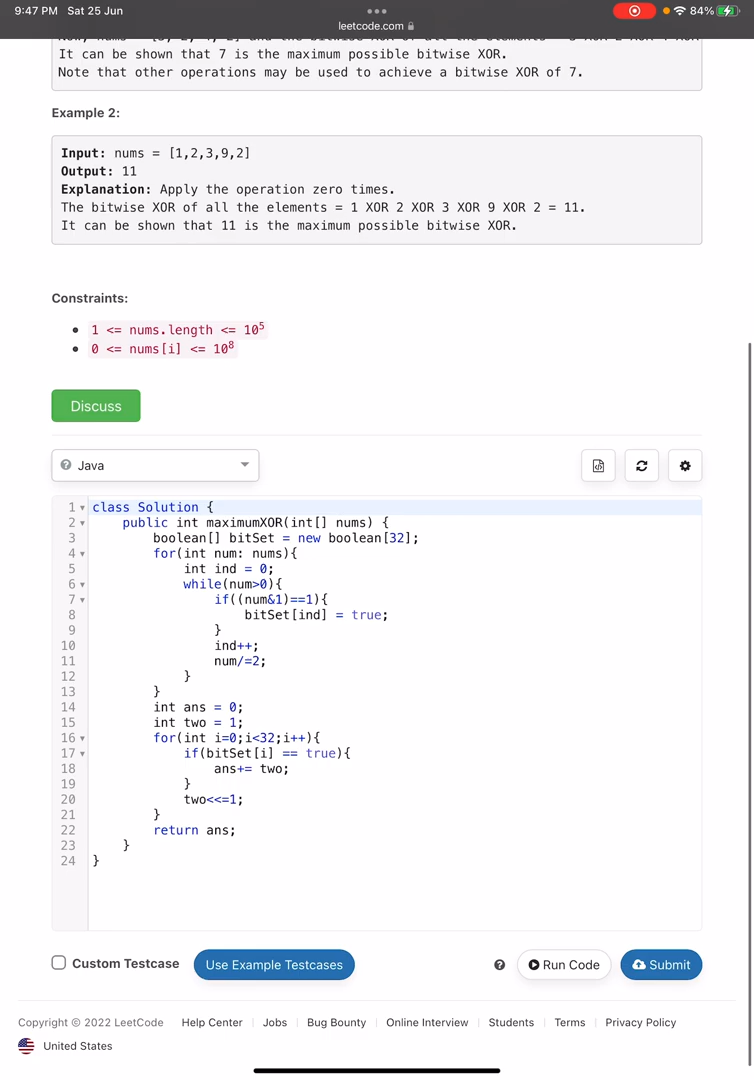 9:47 PM Sat 25 Jun
84%
leetcode.com
It can be shown that 7 is the maximum possible bitwise XOR.
Note that other operations may be used to achieve a bitwise XOR of 7.
Example 2:
Input: nums = [1,2,3,9,2]
Output: 11
Explanation: Apply the operation zero times.
The bitwise XOR of all the elements = 1 XOR 2 XOR 3 XOR 9 XOR 2 = 11.
It can be shown that 11 is the maximum possible bitwise XOR.
Constraints:
1 <= nums.length <= 10⁵
0 <= nums[i] <= 10⁸
Discuss
Java
1 class Solution {
2     public int maximumXOR(int[] nums) {
3         boolean[] bitSet = new boolean[32];
4         for(int num: nums){
5             int ind = 0;
6             while(num>0){
7                 if((num&1)==1){
8                     bitSet[ind] = true;
9                 }
10                 ind++;
11                 num/=2;
12             }
13         }
14         int ans = 0;
15         int two = 1;
16         for(int i=0;i<32;i++){
17             if(bitSet[i] == true){
18                 ans+= two;
19             }
20             two<<=1;
21         }
22         return ans;
23     }
24 }
Custom Testcase Use Example Testcases ? Run Code Submit
Copyright © 2022 LeetCode Help Center Jobs Bug Bounty Online Interview Students Terms Privacy Policy
United States